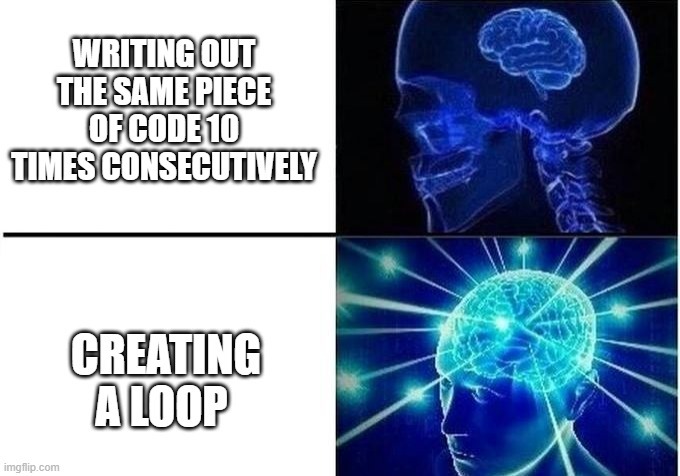 WRITING OUT
THE SAME PIECE
OF CODE 10
TIMES CONSECUTIVELY
CREATING
A LOOP
imgflip.com